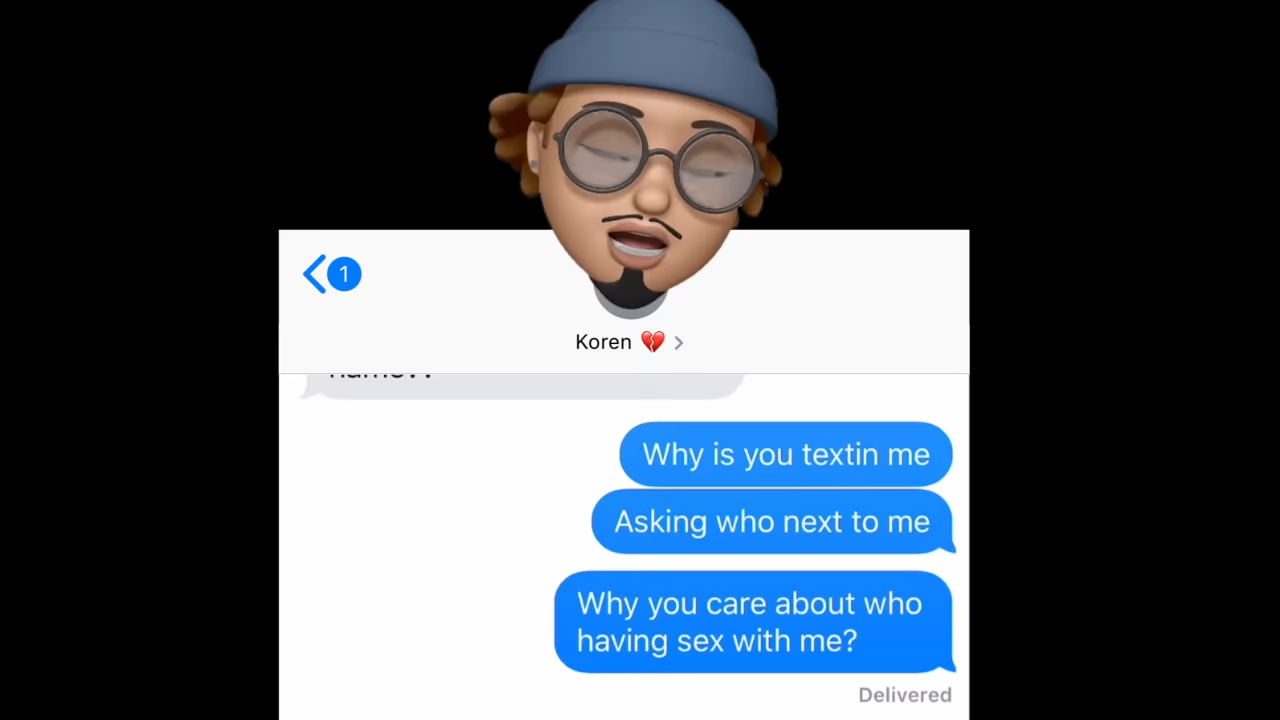 1
Koren 💔
Why is you textin me
Asking who next to me
Why you care about who
having sex with me?
Delivered